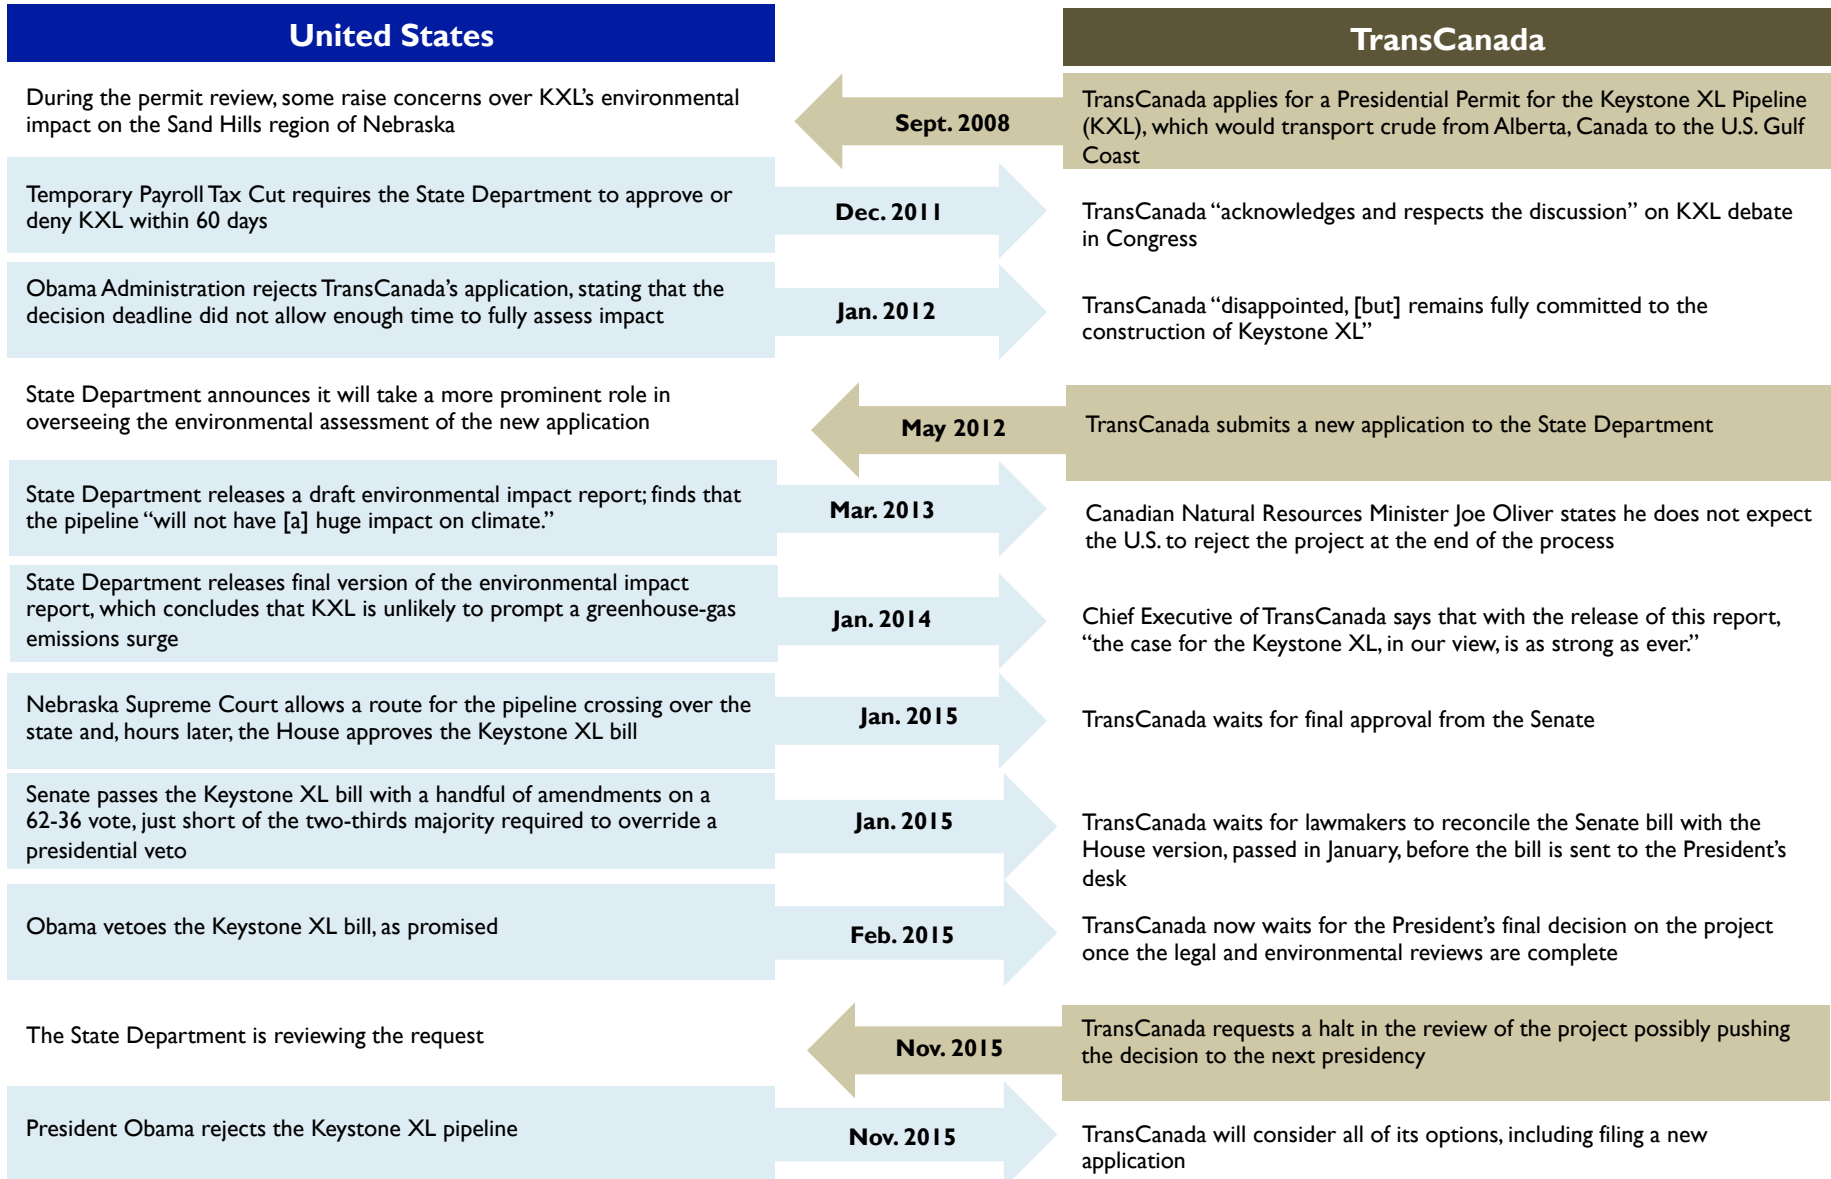 United States
TransCanada
During the permit review, some raise concerns over KXL's environmental
impact on the Sand Hills region of Nebraska
Sept. 2008
TransCanada applies for a Presidential Permit for the Keystone XL Pipeline
(KXL), which would transport crude from Alberta, Canada to the U.S. Gulf
Coast
Temporary Payroll Tax Cut requires the State Department to approve or
deny KXL within 60 days
Dec. 2011
TransCanada “acknowledges and respects the discussion” on KXL debate
in Congress
Obama Administration rejects TransCanada's application, stating that the
decision deadline did not allow enough time to fully assess impact
Jan. 2012
TransCanada “disappointed, [but] remains fully committed to the
construction of Keystone XL”
State Department announces it will take a more prominent role in
overseeing the environmental assessment of the new application
May 2012
TransCanada submits a new application to the State Department
State Department releases a draft environmental impact report; finds that
the pipeline “will not have [a] huge impact on climate.”
Mar. 2013
Canadian Natural Resources Minister Joe Oliver states he does not expect
the U.S. to reject the project at the end of the process
State Department releases final version of the environmental impact
report, which concludes that KXL is unlikely to prompt a greenhouse-gas
emissions surge
Jan. 2014
Chief Executive of TransCanada says that with the release of this report,
“the case for the Keystone XL, in our view, is as strong as ever.”
Nebraska Supreme Court allows a route for the pipeline crossing over the
state and, hours later, the House approves the Keystone XL bill
Jan. 2015
TransCanada waits for final approval from the Senate
Senate passes the Keystone XL bill with a handful of amendments on a
62-36 vote, just short of the two-thirds majority required to override a
presidential veto
Jan. 2015
TransCanada waits for lawmakers to reconcile the Senate bill with the
House version, passed in January, before the bill is sent to the President's
desk
Obama vetoes the Keystone XL bill, as promised
Feb. 2015
TransCanada now waits for the President's final decision on the project
once the legal and environmental reviews are complete
The State Department is reviewing the request
Nov. 2015
TransCanada requests a halt in the review of the project possibly pushing
the decision to the next presidency
President Obama rejects the Keystone XL pipeline
Nov. 2015
TransCanada will consider all of its options, including filing a new
application